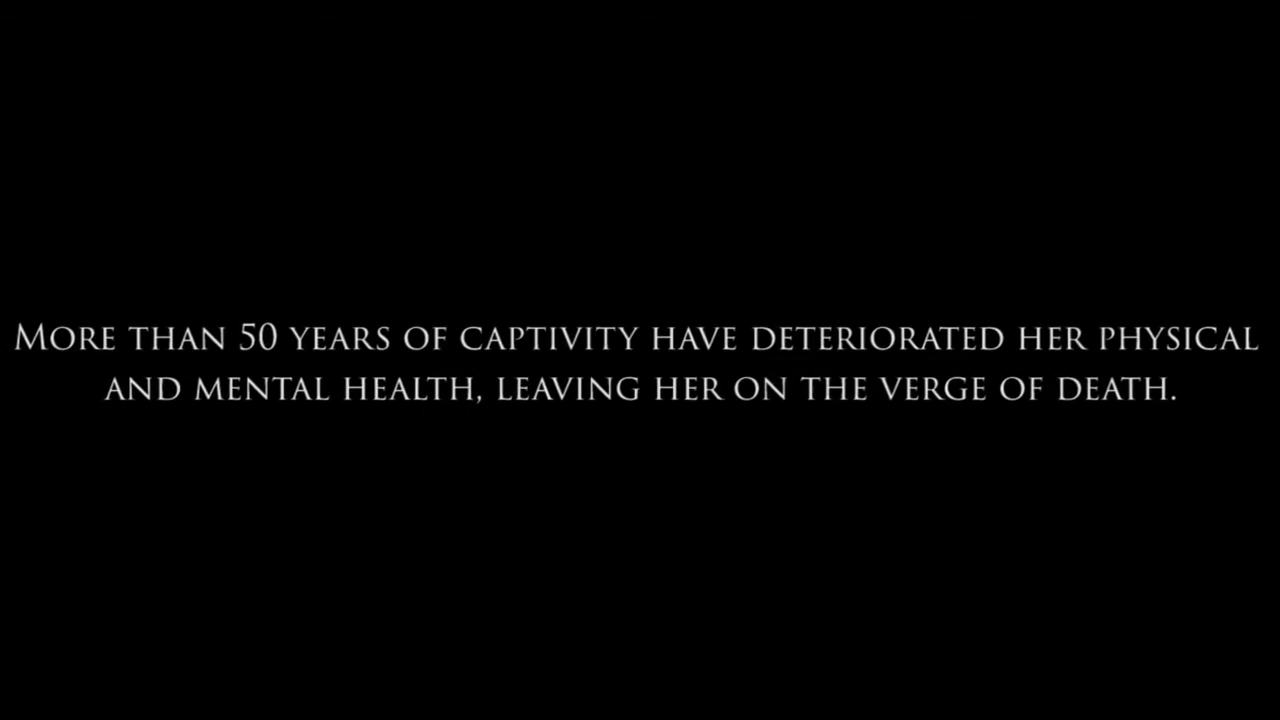 More than 50 years of captivity have deteriorated her physical
and mental health, leaving her on the verge of death.